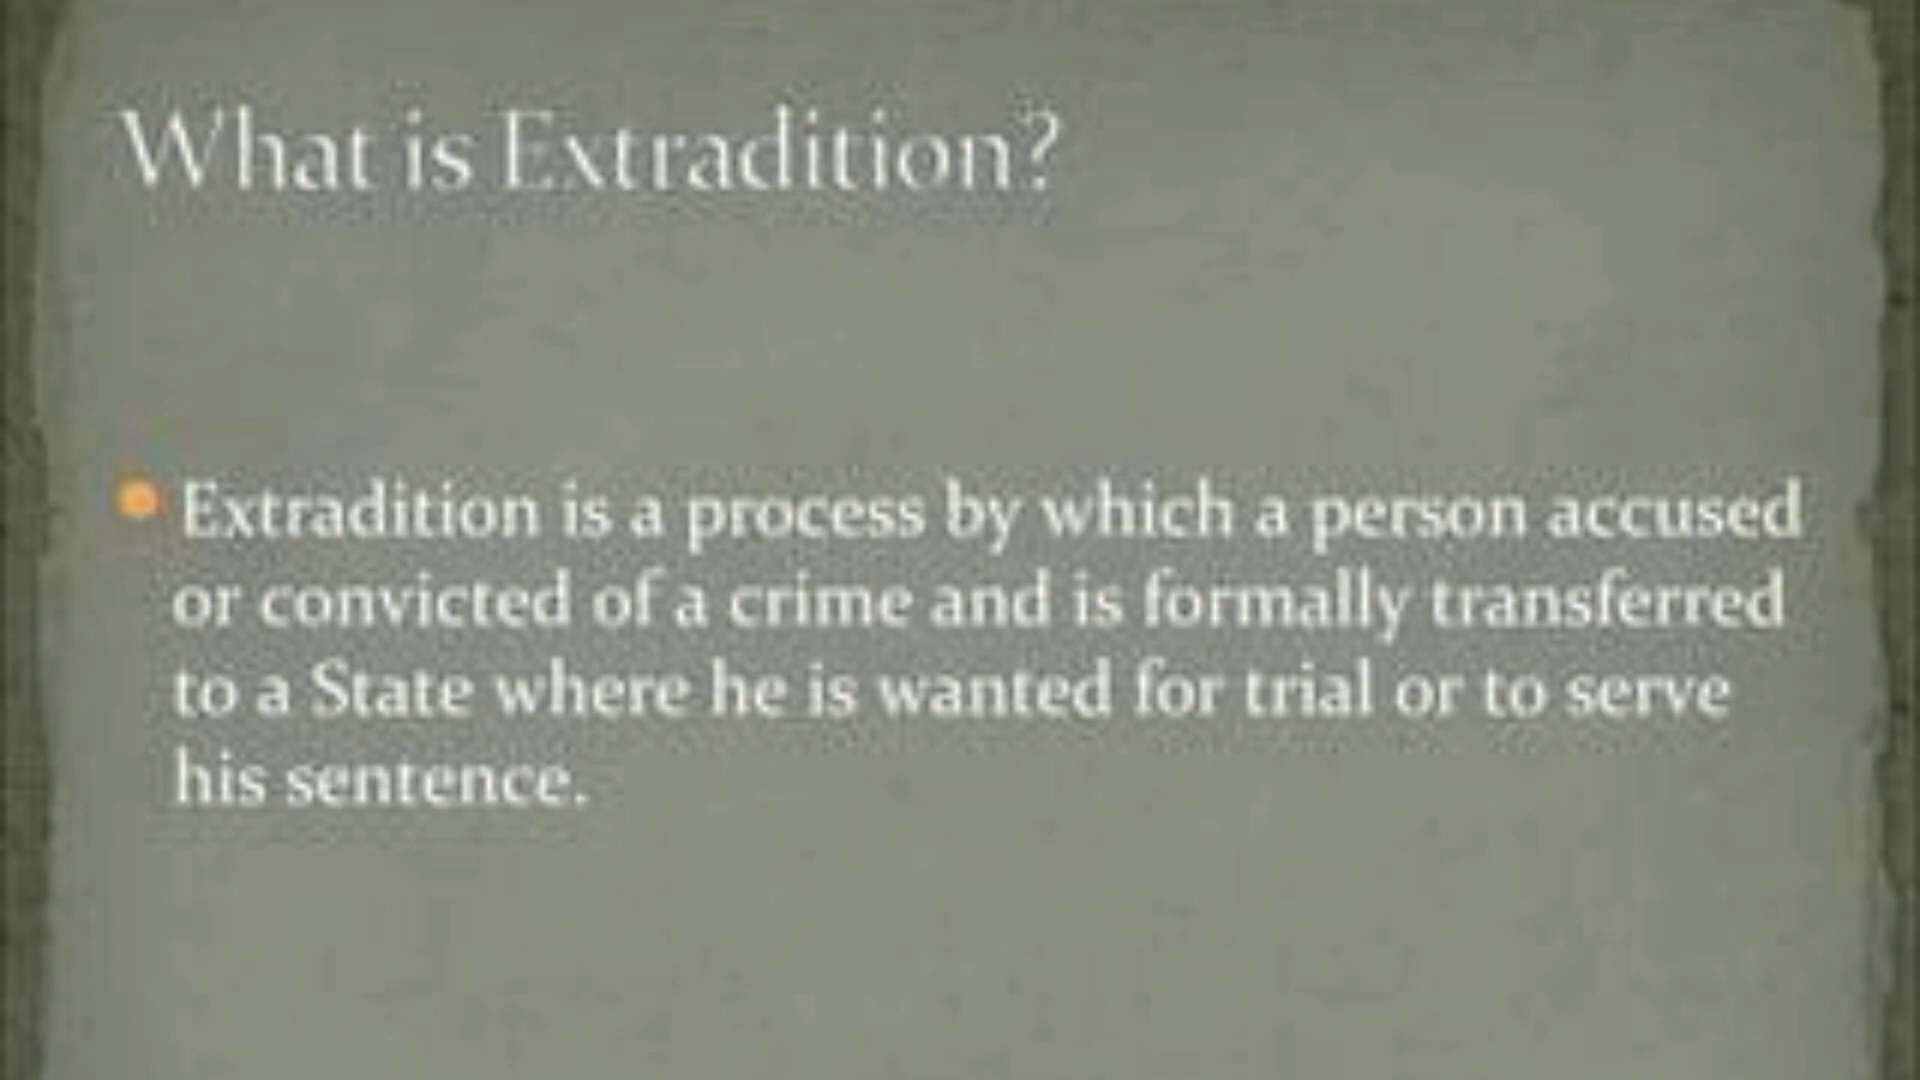 What is Extradition?
Extradition is a process by which a person accused
or convicted of a crime and is formally transferred
to a State where he is wanted for trial or to serve
his sentence.